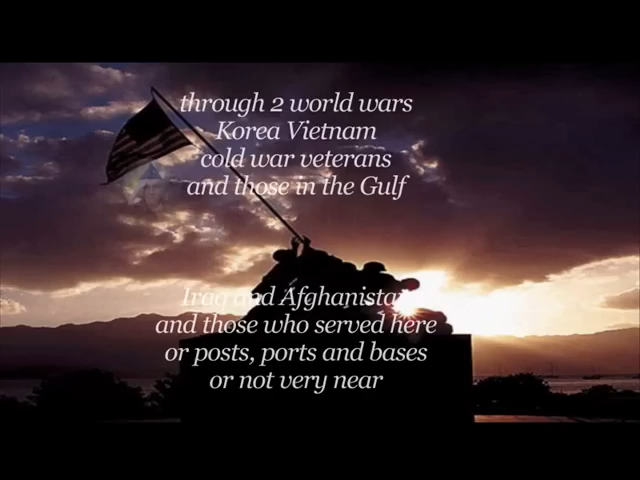 through 2 world wars
Korea Vietnam
cold war veterans
and those in the Gulf
Iraq and Afghanistan
and those who served here
or posts, ports and bases
or not very near